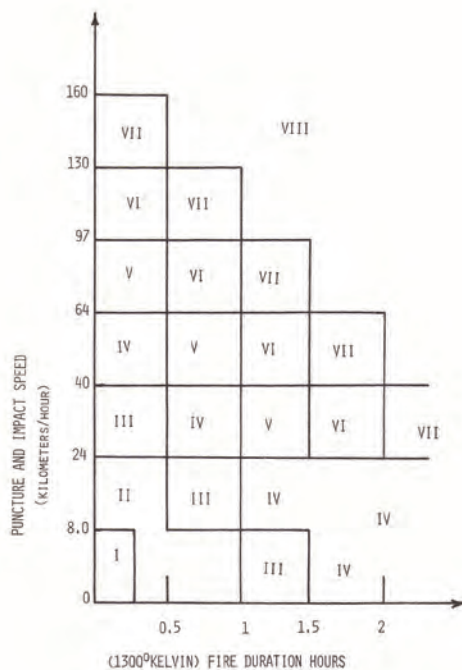 160
VII
VIII
130
VI
VII
97
V
VI
VII
64
IV
V
VI
VII
40
III
IV
V
VI
VII
24
II
III
IV
IV
8.0
I
III
IV
0
0.5
1
1.5
2
PUNCTURE AND IMPACT SPEED
(KILOMETERS/HOUR)
(1300ºKELVIN) FIRE DURATION HOURS